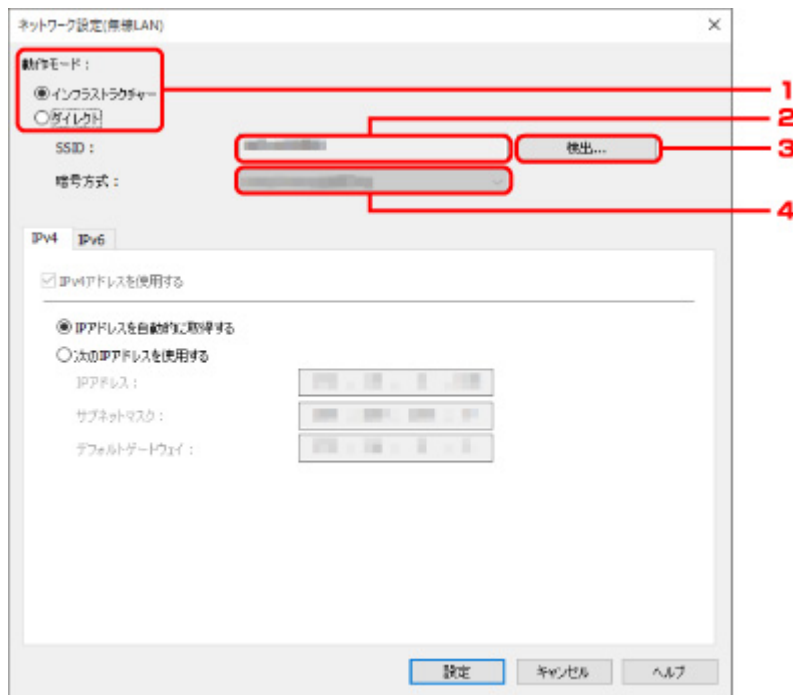 ネットワーク設定(無線LAN)
動作モード：
インフラストラクチャー
ダイレクト
1
2
SSID：
検出...
3
暗号方式：
4
IPv4 IPv6
IPv4アドレスを使用する
IPアドレスを自動的に取得する
次のIPアドレスを使用する
IPアドレス：
サブネットマスク：
デフォルトゲートウェイ：
設定 キャンセル ヘルプ